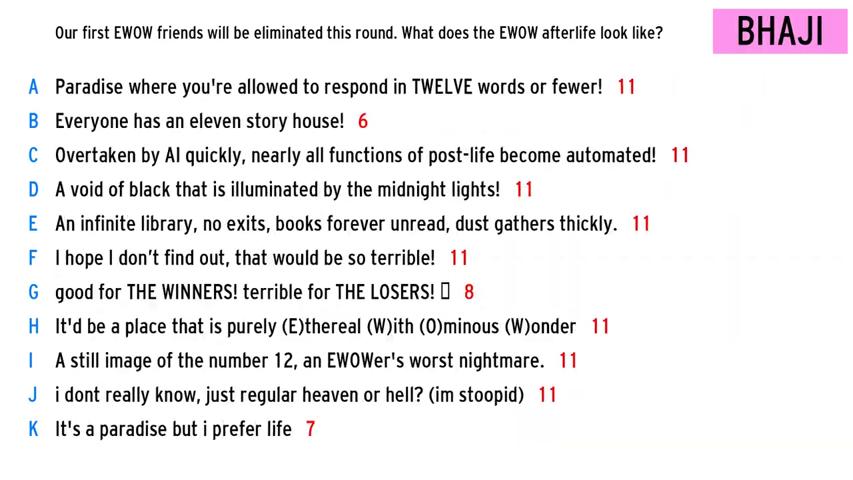 Our first EWOW friends will be eliminated this round. What does the EWOW afterlife look like?
BHAJI
A Paradise where you're allowed to respond in TWELVE words or fewer! 11
B Everyone has an eleven story house! 6
C Overtaken by AI quickly, nearly all functions of post-life become automated! 11
D A void of black that is illuminated by the midnight lights! 11
E An infinite library, no exits, books forever unread, dust gathers thickly. 11
F I hope I don’t find out, that would be so terrible! 11
G good for THE WINNERS! terrible for THE LOSERS! 8
H It'd be a place that is purely (E)thereal (W)ith (O)minous (W)onder 11
I A still image of the number 12, an EWOWer's worst nightmare. 11
J i dont really know, just regular heaven or hell? (im stoopid) 11
K It's a paradise but i prefer life 7